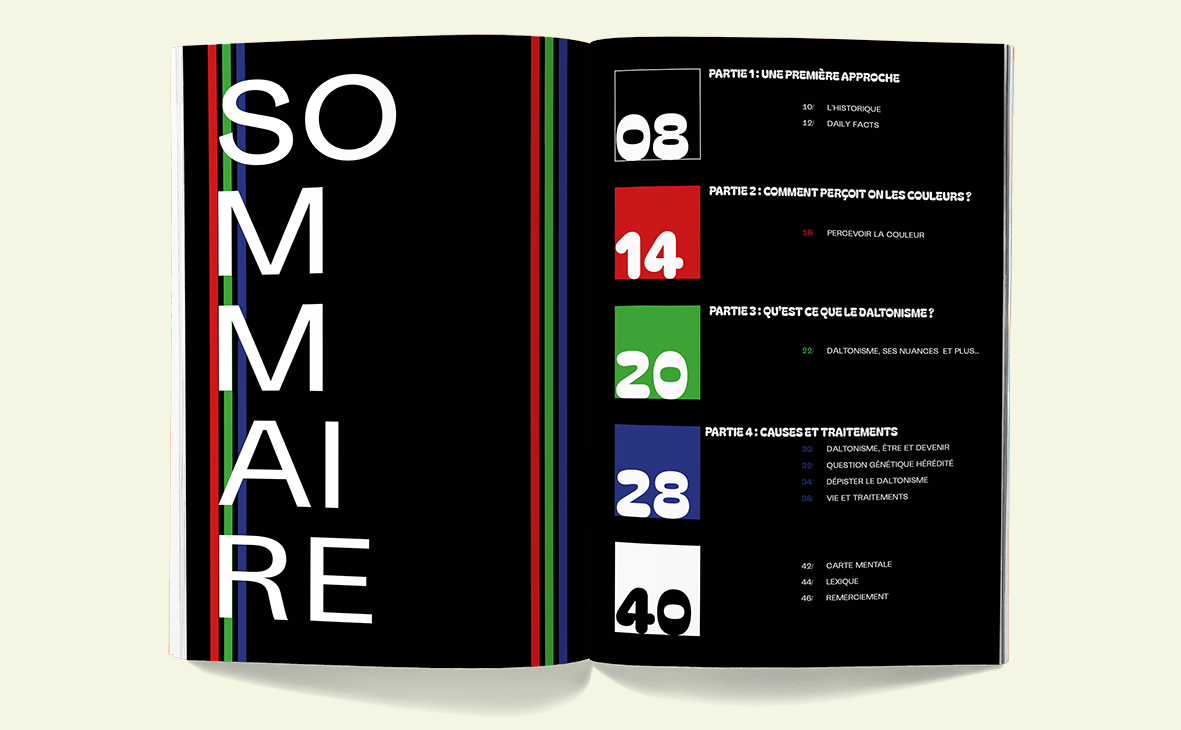 SO
M
M
AI
RE
08
PARTIE 1 : UNE PREMIÈRE APPROCHE
10/ L'HISTORIQUE
12/ DAILY FACTS
14
PARTIE 2 : COMMENT PERÇOIT ON LES COULEURS ?
16/ PERCEVOIR LA COULEUR
20
PARTIE 3 : QU'EST CE QUE LE DALTONISME ?
22/ DALTONISME, SES NUANCES ET PLUS...
28
PARTIE 4 : CAUSES ET TRAITEMENTS
30/ DALTONISME, ÊTRE ET DEVENIR
32/ QUESTION GÉNÉTIQUE HÉRÉDITÉ
34/ DÉPISTER LE DALTONISME
38/ VIE ET TRAITEMENTS
40
42/ CARTE MENTALE
44/ LEXIQUE
46/ REMERCIEMENT